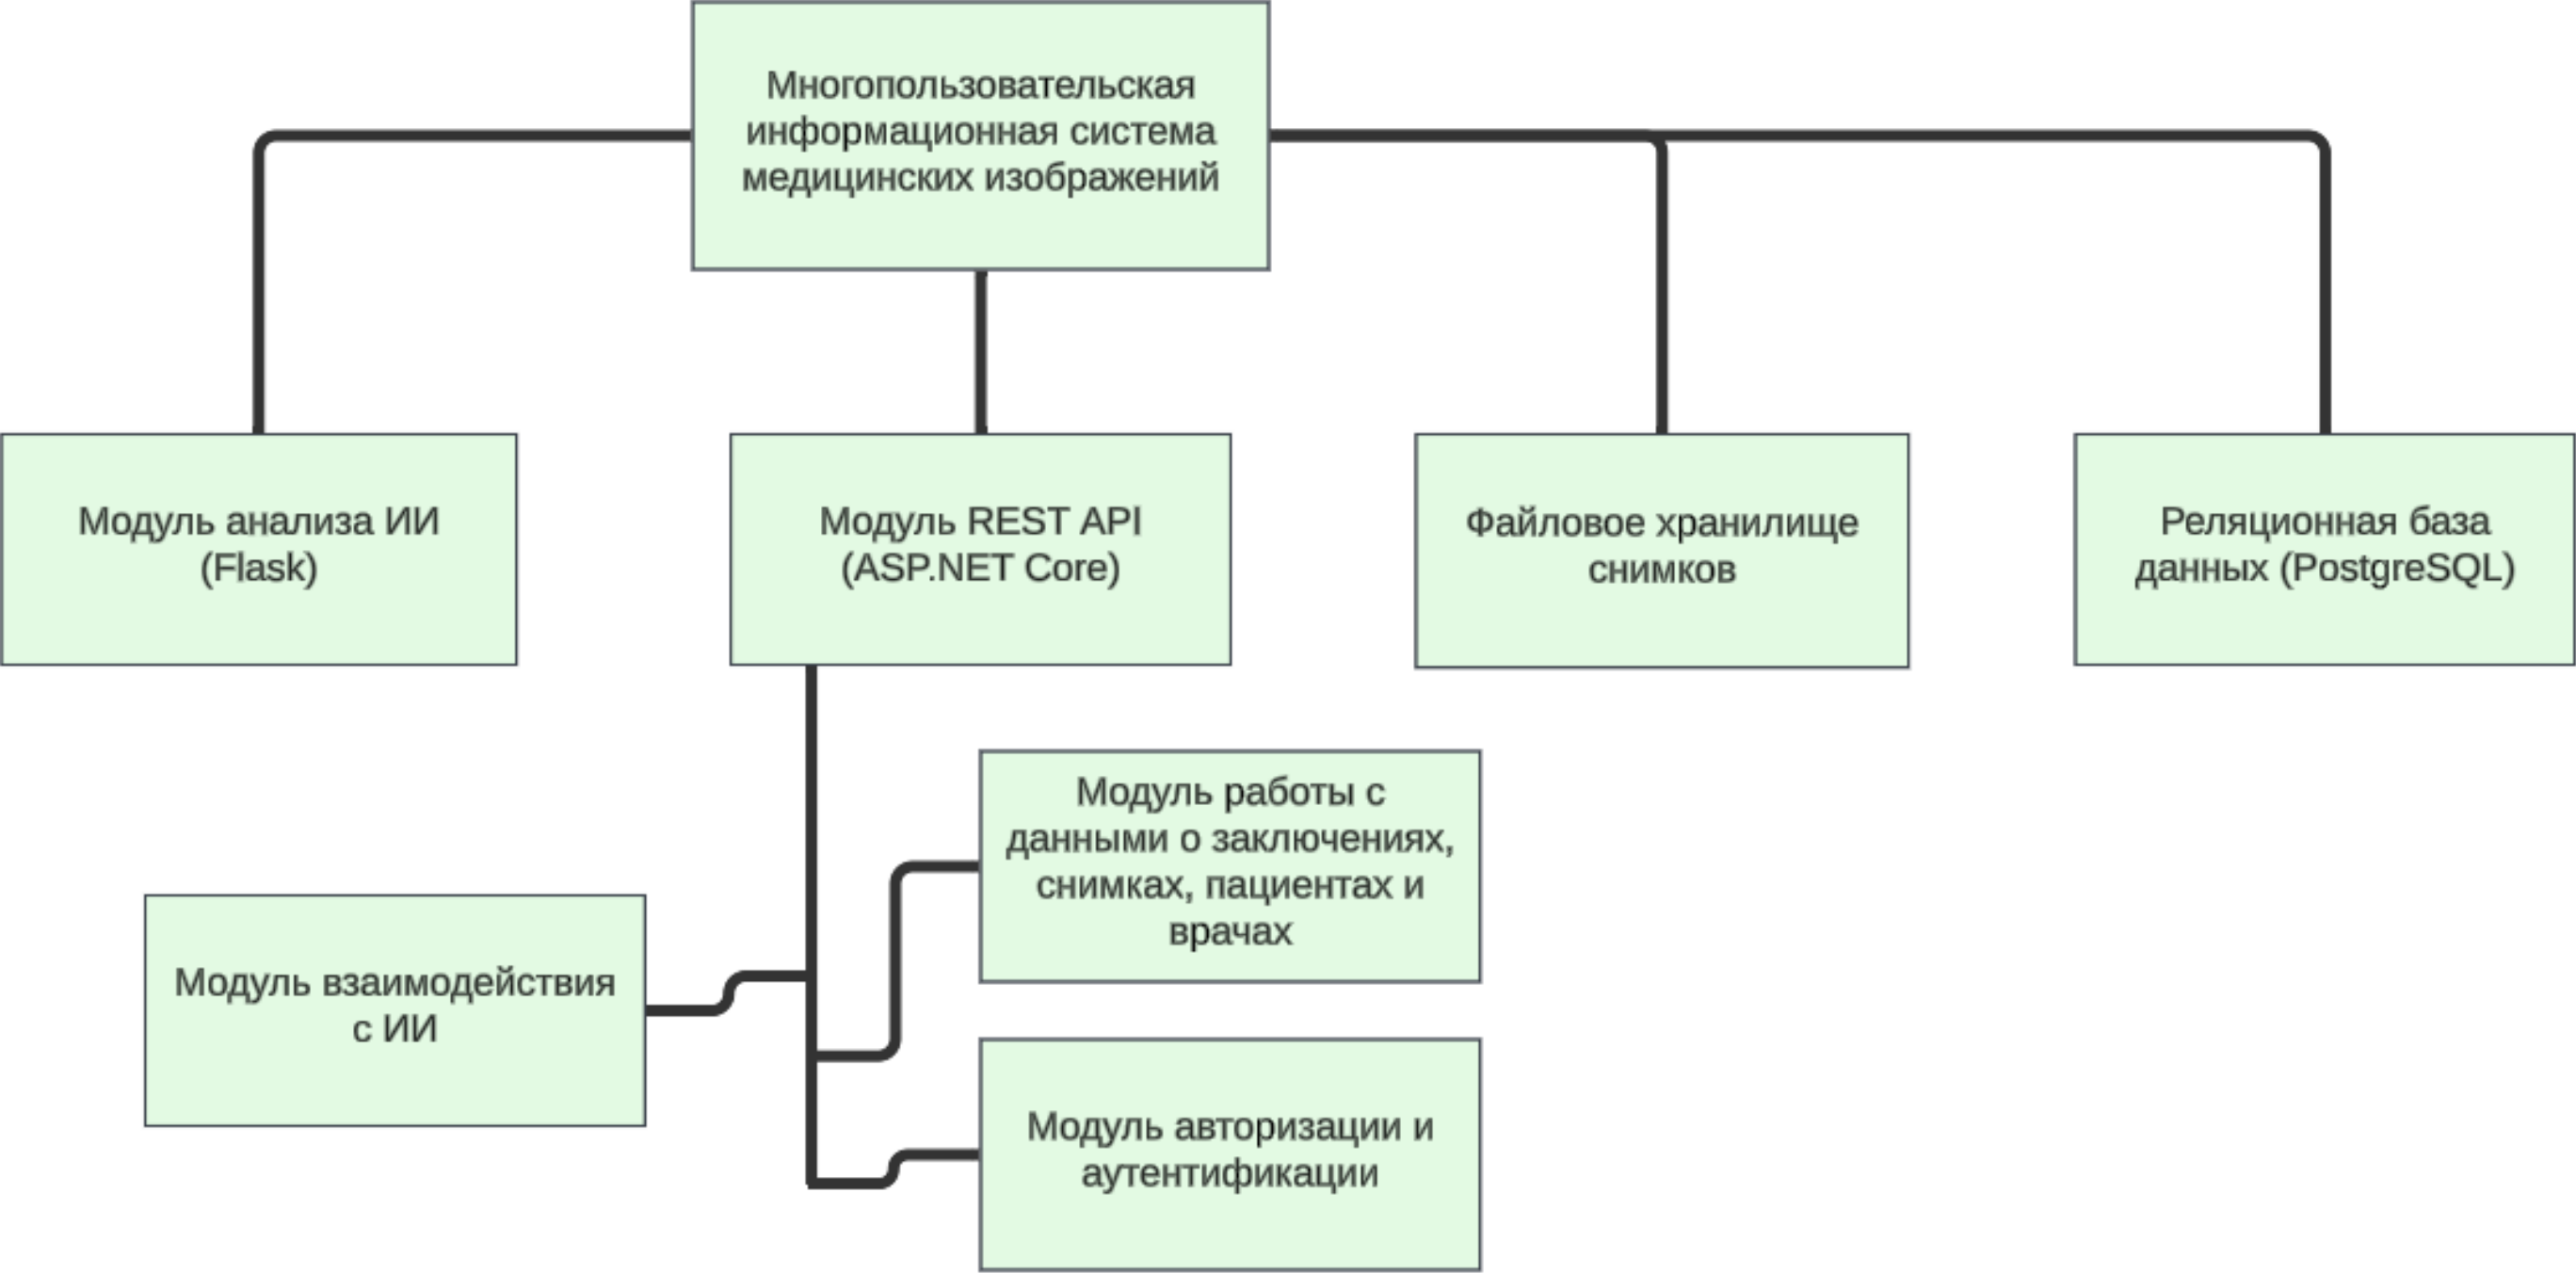 Многопользовательская
информационная система
медицинских изображений
Модуль анализа ИИ
(Flask)
Модуль REST API
(ASP.NET Core)
Файловое хранилище
снимков
Реляционная база
данных (PostgreSQL)
Модуль работы с
данными о заключениях,
снимках, пациентах и
врачах
Модуль взаимодействия
с ИИ
Модуль авторизации и
аутентификации